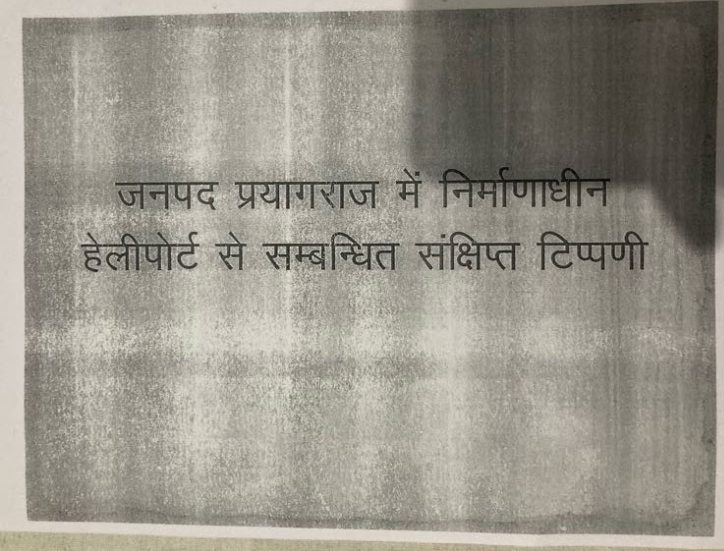 जनपद प्रयागराज में निर्माणाधीन
हेलीपोर्ट से सम्बन्धित संक्षिप्त टिप्पणी